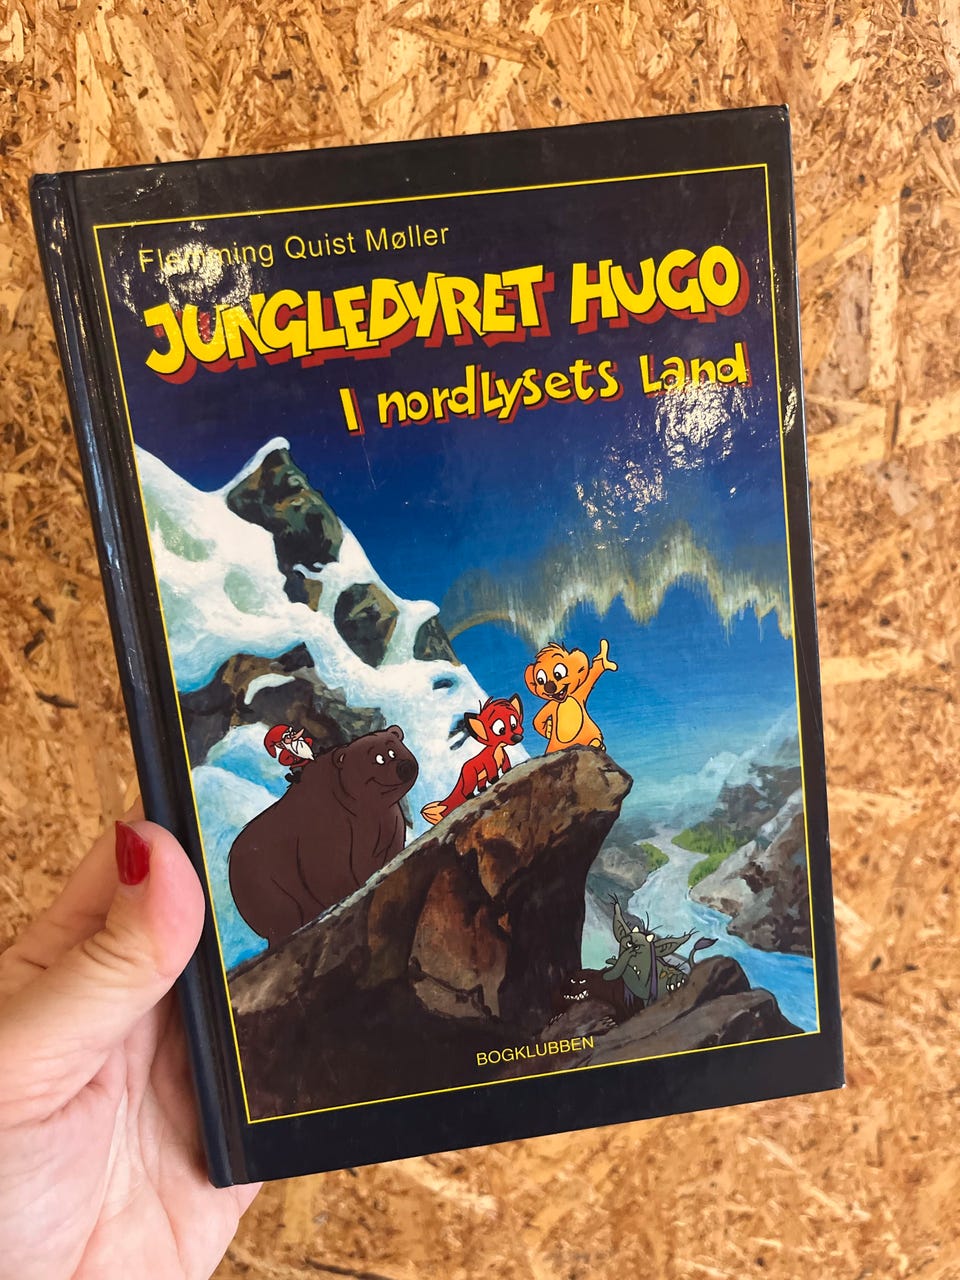 Flemming Quist Møller
JUNGLEDYRET HUGO
I nordLysets Land
BOGKLUBBEN